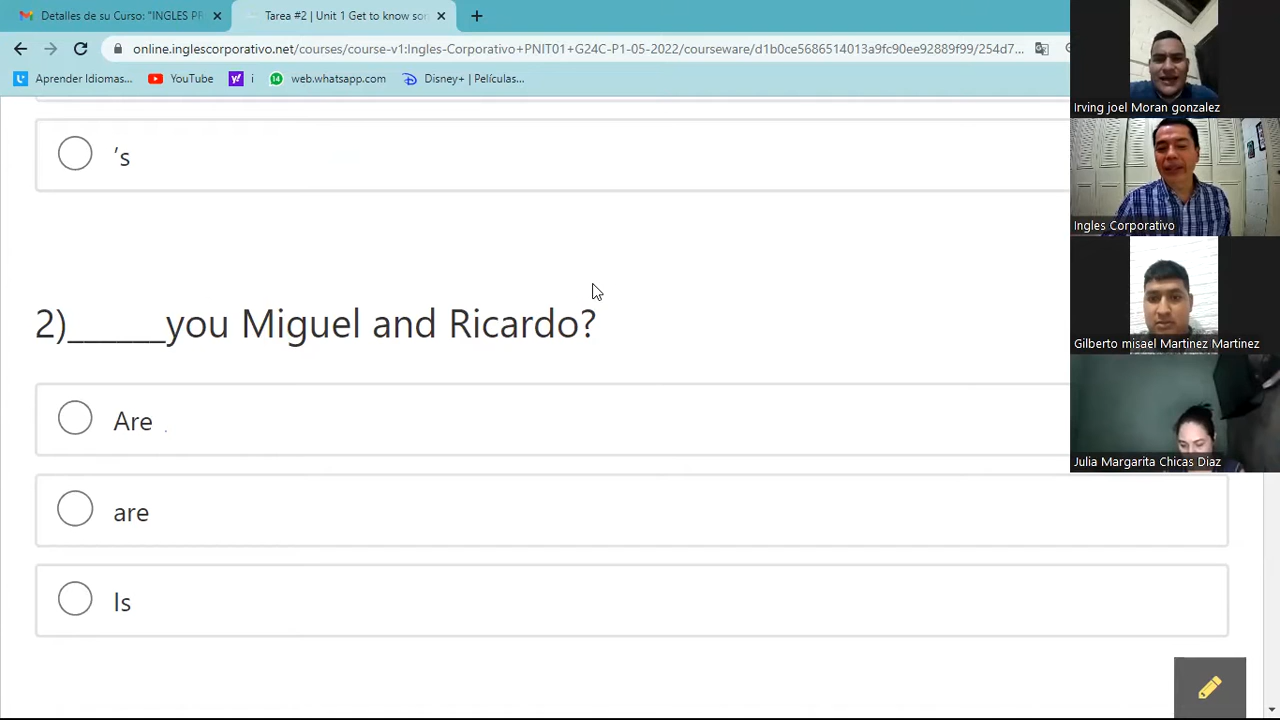 Detalles de su Curso: "INGLES PR
Tarea #2 | Unit 1 Get to know sor
online.inglescorporativo.net/courses/course-v1:Ingles-Corporativo+PNIT01+G24C-P1-05-2022/courseware/d1b0ce5686514013a9fc90ee92889f99/254d7...
Aprender Idiomas...
YouTube
i
web.whatsapp.com
Disney+ | Películas,...
Irving joel Moran gonzalez
Ingles Corporativo
Gilberto misael Martinez Martinez
Julia Margarita Chicas Diaz
’s
2)______you Miguel and Ricardo?
Are
are
Is